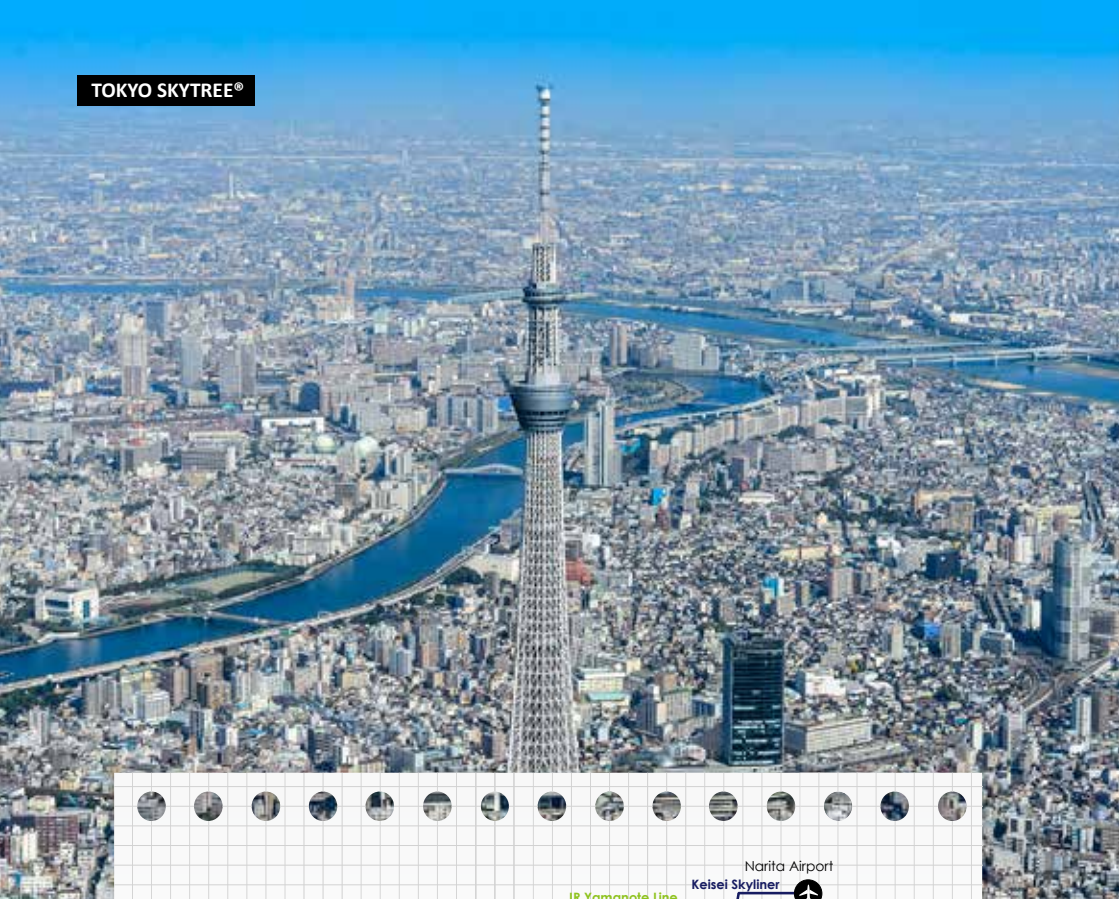 TOKYO SKYTREE®
Narita Airport
Keisei Skyliner
JR Yamanote Line